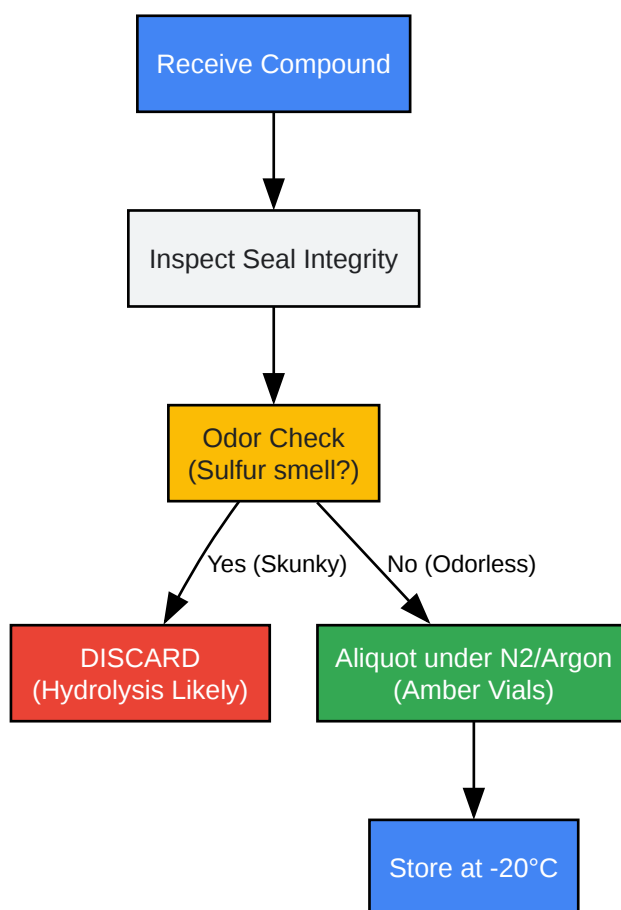 Receive Compound
Inspect Seal Integrity
Odor Check
(Sulfur smell?)
Yes (Skunky)
No (Odorless)
DISCARD
(Hydrolysis Likely)
Aliquot under N2/Argon
(Amber Vials)
Store at -20°C